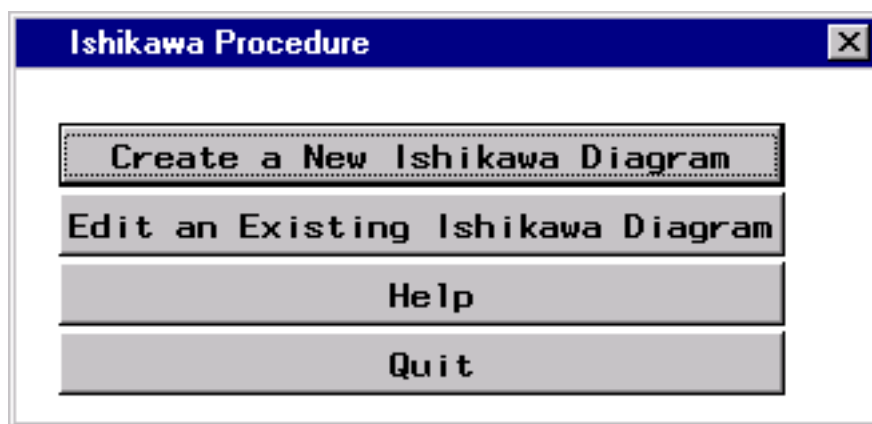 Ishikawa Procedure
Create a New Ishikawa Diagram
Edit an Existing Ishikawa Diagram
Help
Quit